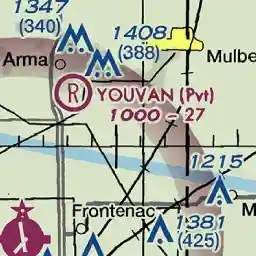 1347
(340)
1408
(388)
Arma
Mulbe
R YOUVAN (Pvt)
1000 - 27
1215
Frontenac
M
1381
(425)